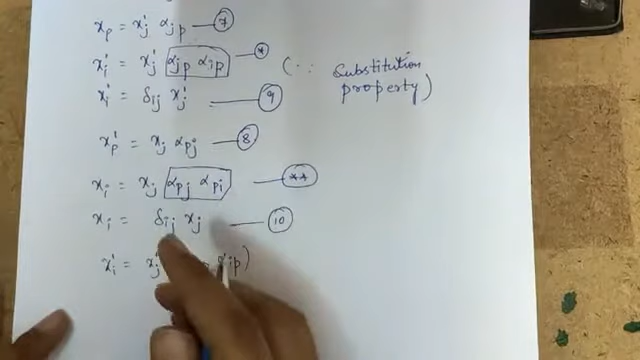 x_p = x'_j α_jp —— 7
x'_i = x'_j α_jp α_ip —— *
x'_i = δ_ij x'_j —— 9
(∵ Substitution property)
x'_p = x_j α_pj —— 8
x_i = x_j α_pj α_pi —— **
x_i = δ_ij x_j —— 10
x'_i = x'_j ip)